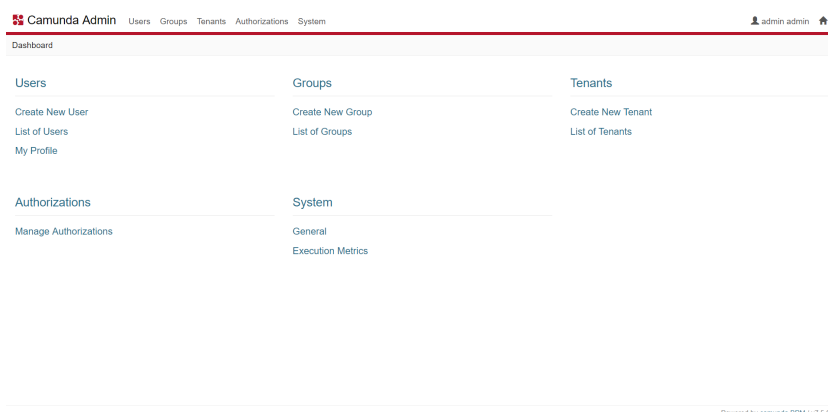 Camunda Admin Users Groups Tenants Authorizations System admin admin
Dashboard
Users Groups Tenants
Create New User Create New Group Create New Tenant
List of Users List of Groups List of Tenants
My Profile
Authorizations System
Manage Authorizations General
Execution Metrics